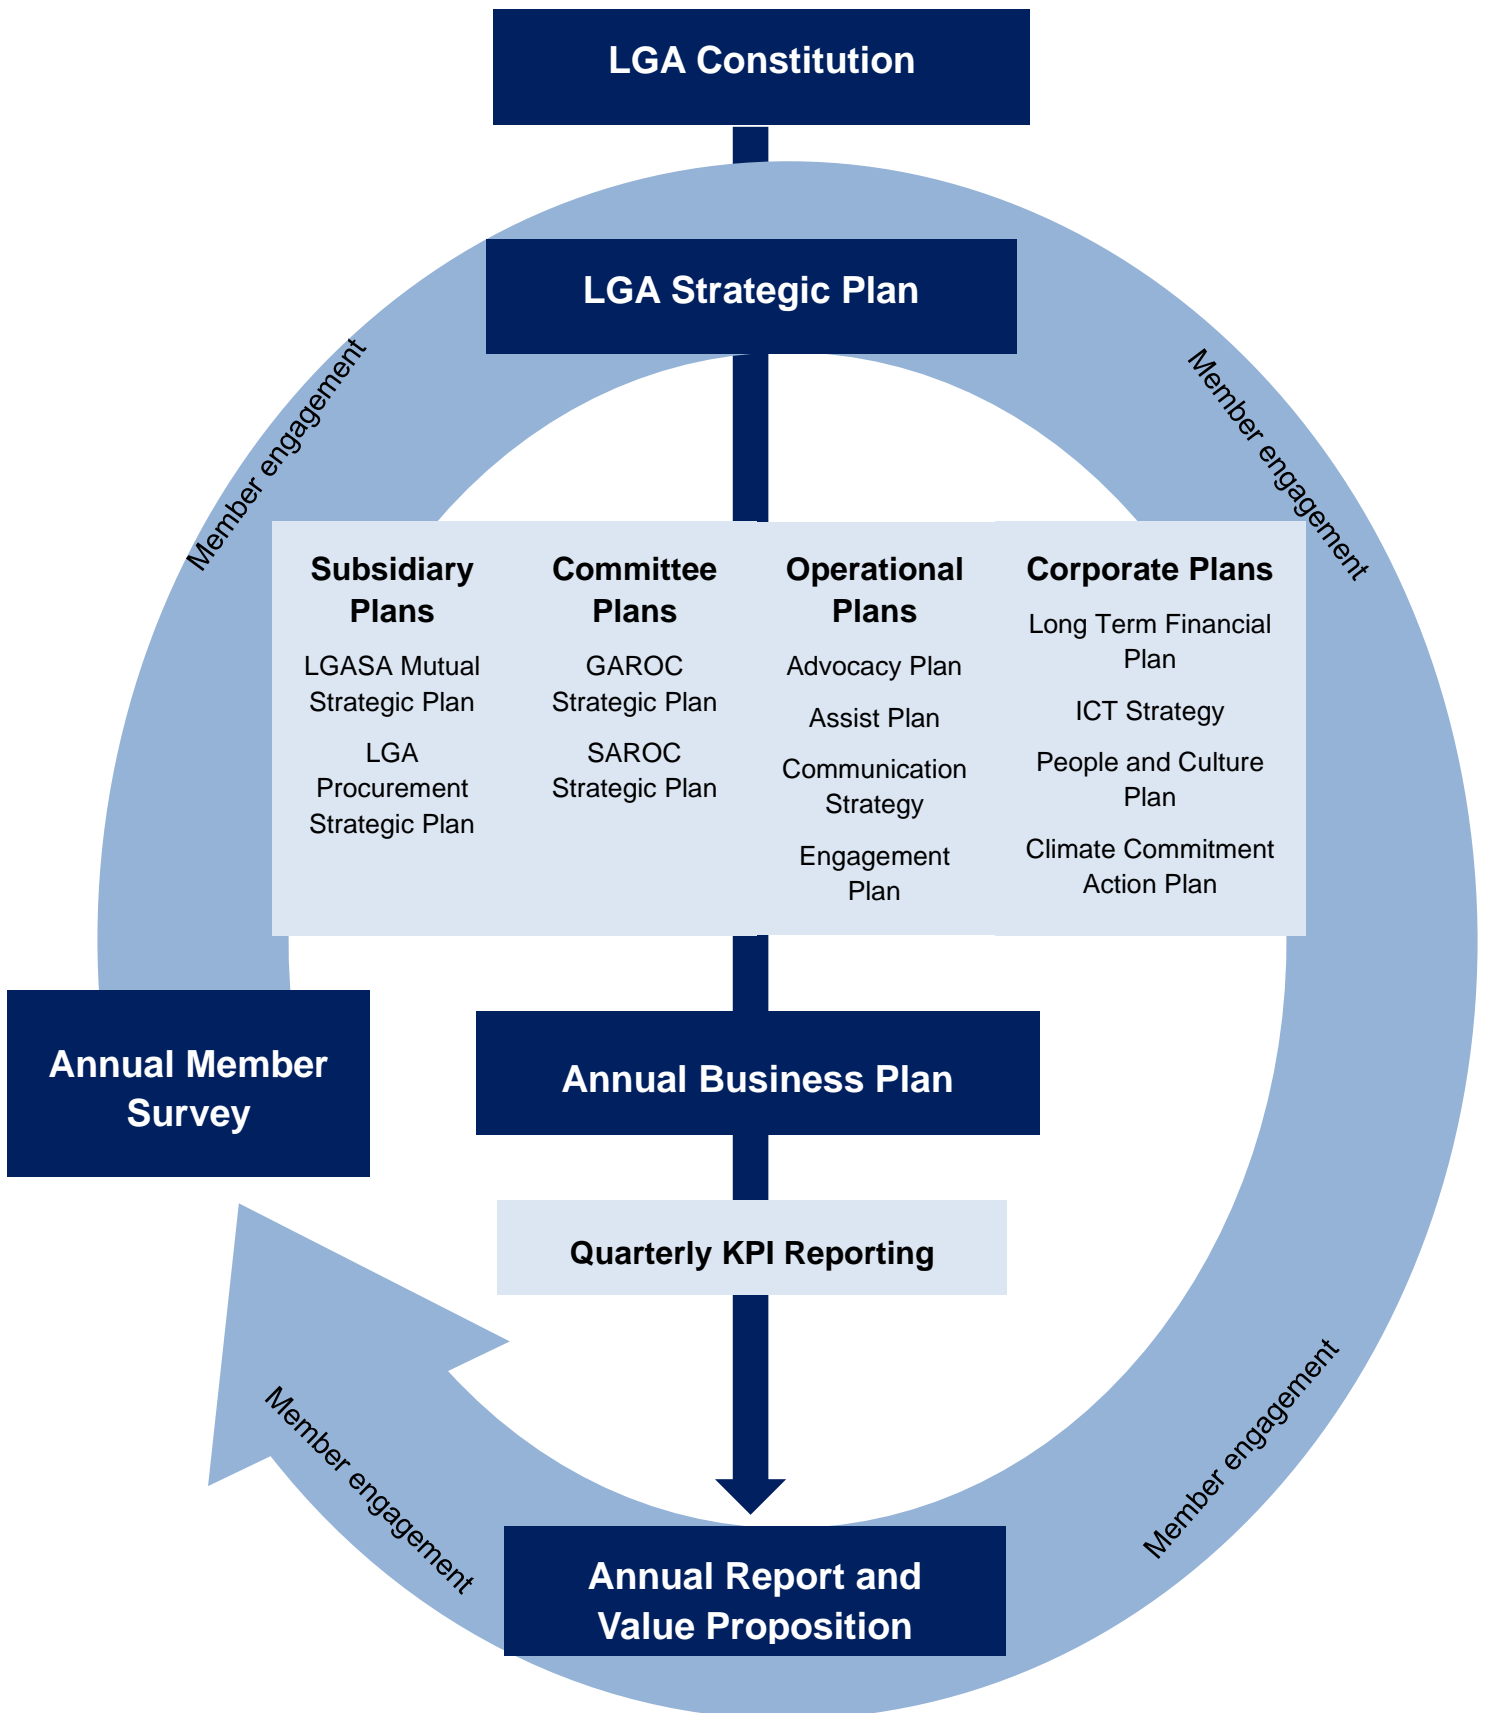 LGA Constitution
LGA Strategic Plan
Member engagement
Member engagement
Subsidiary
Plans
LGASA Mutual
Strategic Plan
LGA
Procurement
Strategic Plan
Committee
Plans
GAROC
Strategic Plan
SAROC
Strategic Plan
Operational
Plans
Advocacy Plan
Assist Plan
Communication
Strategy
Engagement
Plan
Corporate Plans
Long Term Financial
Plan
ICT Strategy
People and Culture
Plan
Climate Commitment
Action Plan
Annual Member
Survey
Annual Business Plan
Quarterly KPI Reporting
Member engagement
Member engagement
Annual Report and
Value Proposition